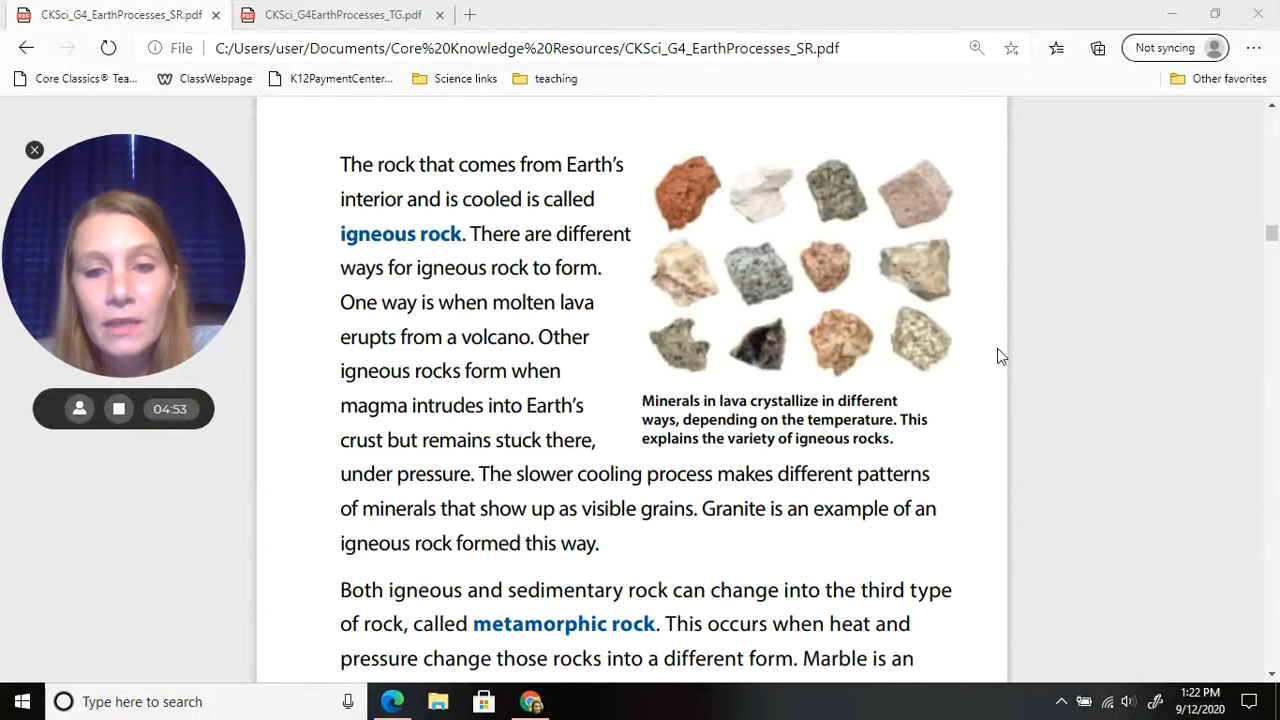 CKSci_G4_EarthProcesses_SR.pdf
CKSci_G4EarthProcesses_TG.pdf
File
C:/Users/user/Documents/Core%20Knowledge%20Resources/CKSci_G4_EarthProcesses_SR.pdf
Not syncing
Core Classics® Tea...
ClassWebpage
K12PaymentCenter...
Science links
teaching
Other favorites
The rock that comes from Earth's
interior and is cooled is called
igneous rock. There are different
ways for igneous rock to form.
One way is when molten lava
erupts from a volcano. Other
igneous rocks form when
magma intrudes into Earth's
crust but remains stuck there,
under pressure. The slower cooling process makes different patterns
of minerals that show up as visible grains. Granite is an example of an
igneous rock formed this way.
Minerals in lava crystallize in different
ways, depending on the temperature. This
explains the variety of igneous rocks.
Both igneous and sedimentary rock can change into the third type
of rock, called metamorphic rock. This occurs when heat and
pressure change those rocks into a different form. Marble is an
04:53
Type here to search
1:22 PM
9/12/2020